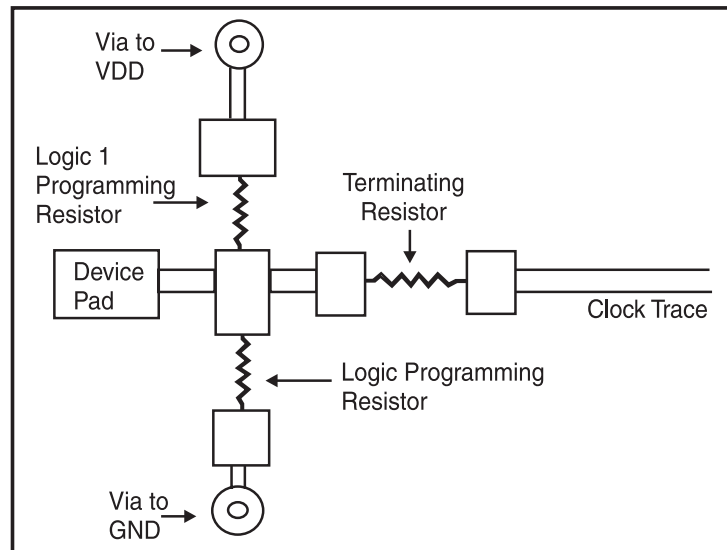 Via to
VDD
Logic 1
Programming
Resistor
Terminating
Resistor
Device
Pad
Clock Trace
Logic Programming
Resistor
Via to
GND